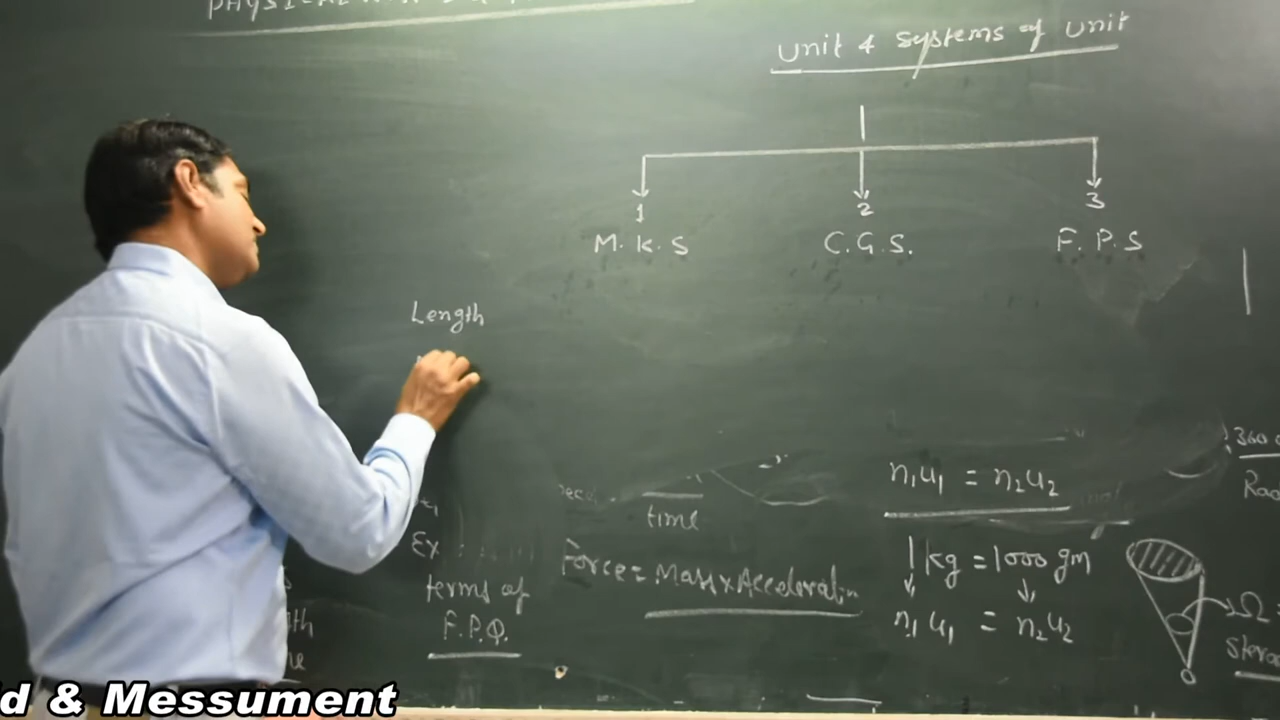 Unit & Systems of Unit
1 2 3
M.K.S C.G.S. F.P.S
Length
360
time
n₁u₁ = n₂u₂
Ex
Force = Mass x Acceleration
1 kg = 1000 gm
terms of
F.P.Q.
n₁u₁ = n₂u₂
Ω =
& Messument